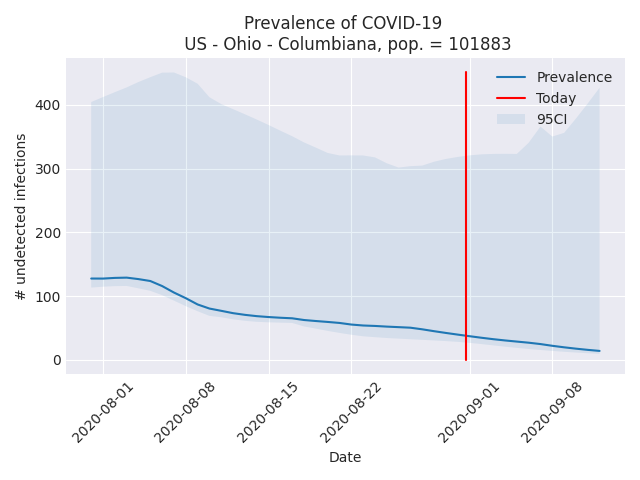 Prevalence of COVID-19
US - Ohio - Columbiana, pop. = 101883
Prevalence
Today
95CI
# undetected infections
400
300
200
100
0
2020-08-01
2020-08-08
2020-08-15
2020-08-22
2020-09-01
2020-09-08
Date